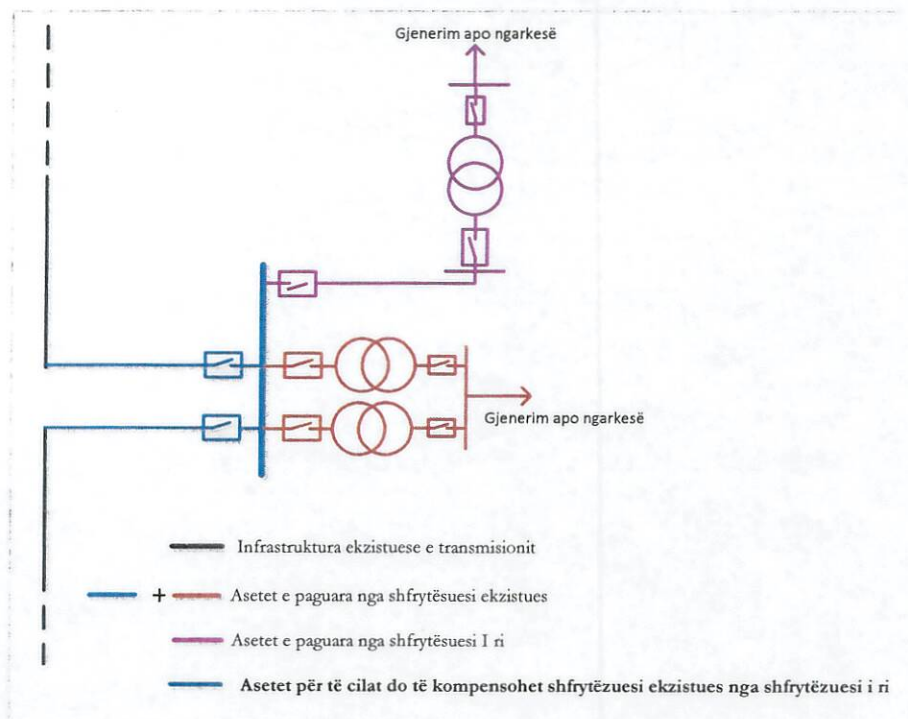 Gjenerim apo ngarkesë
Gjenerim apo ngarkesë
Infrastruktura ekzistuese e transmisionit
+ Asetet e paguara nga shfrytësuesi ekzistues
Asetet e paguara nga shfrytësuesi I ri
Asetet për të cilat do të kompensohet shfrytëzuesi ekzistues nga shfrytëzuesi i ri